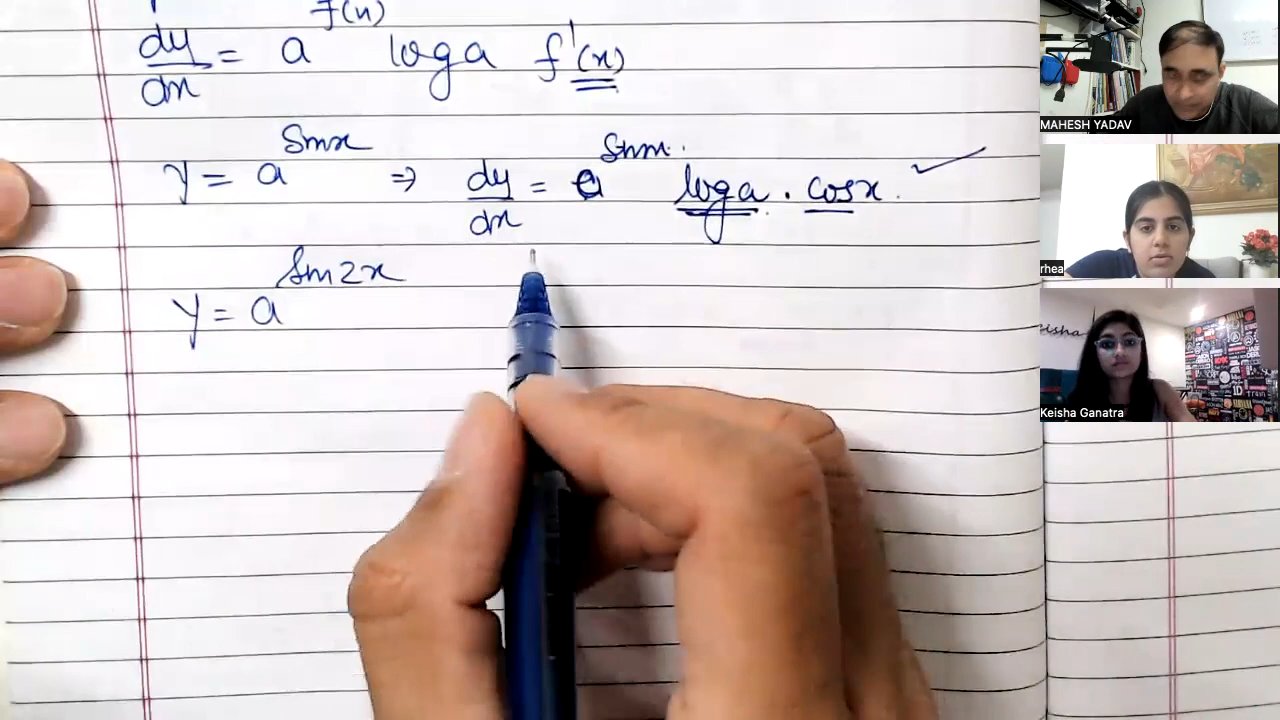 f(x)
dy/dx = a loga f'(x)
y = a^Sinx ⇒ dy/dx = a^Sinx loga . cosx.
y = a^Sin2x
MAHESH YADAV
rhea
Keisha Ganatra